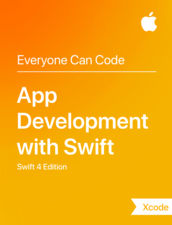 Everyone Can Code
App
Development
with Swift
Swift 4 Edition
Xcode